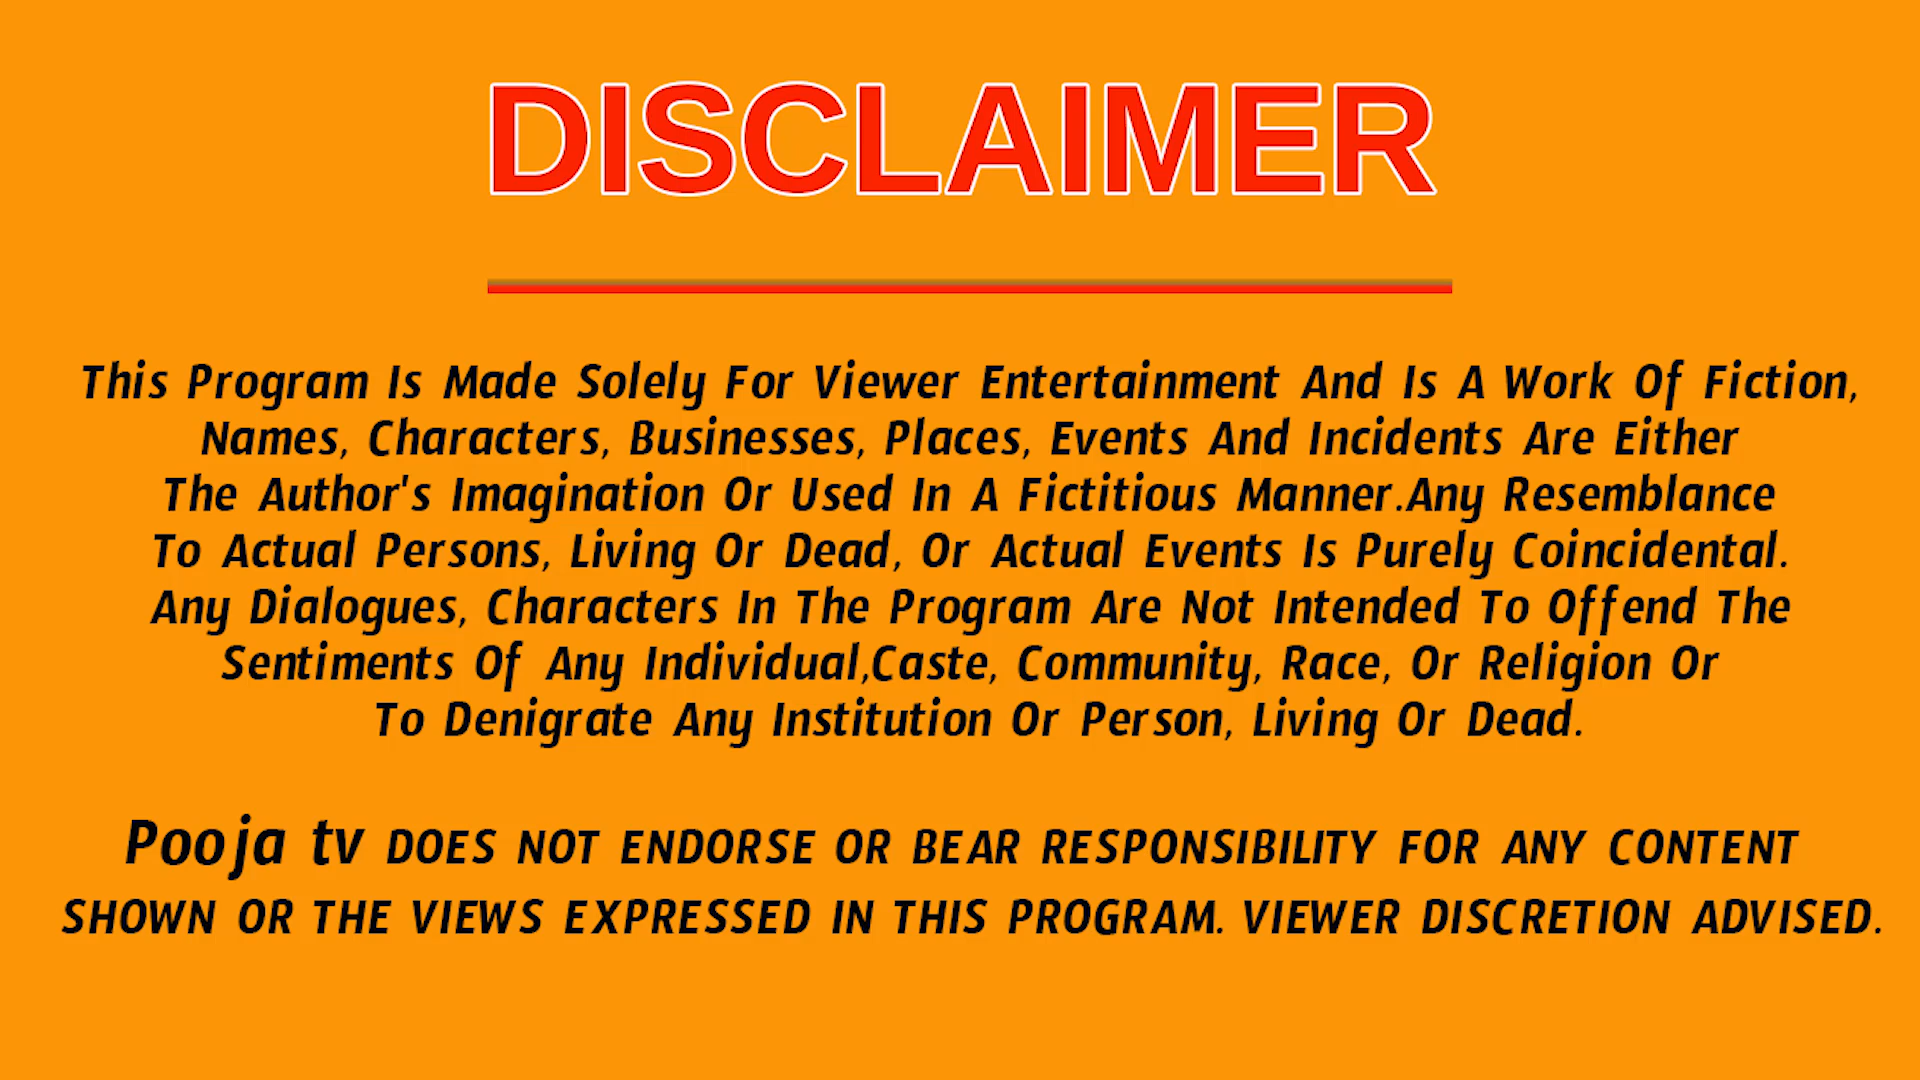 DISCLAIMER
This Program Is Made Solely For Viewer Entertainment And Is A Work Of Fiction,
Names, Characters, Businesses, Places, Events And Incidents Are Either
The Author's Imagination Or Used In A Fictitious Manner.Any Resemblance
To Actual Persons, Living Or Dead, Or Actual Events Is Purely Coincidental.
Any Dialogues, Characters In The Program Are Not Intended To Offend The
Sentiments Of Any Individual,Caste, Community, Race, Or Religion Or
To Denigrate Any Institution Or Person, Living Or Dead.
Pooja tv DOES NOT ENDORSE OR BEAR RESPONSIBILITY FOR ANY CONTENT
SHOWN OR THE VIEWS EXPRESSED IN THIS PROGRAM. VIEWER DISCRETION ADVISED.